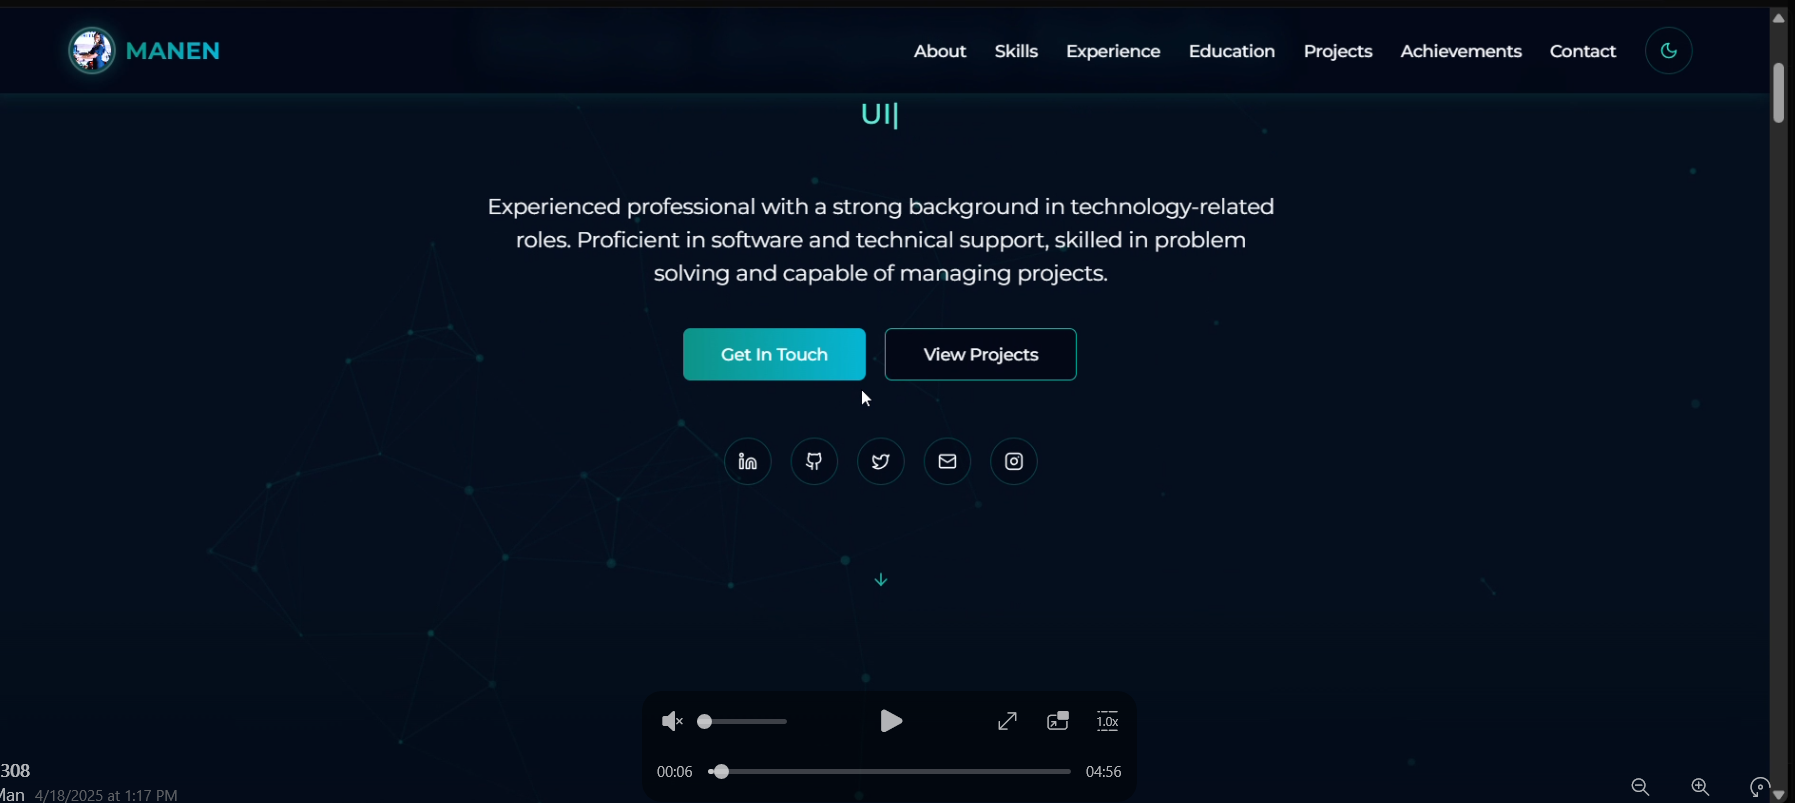 MANEN
About Skills Experience Education Projects Achievements Contact
UI|
Experienced professional with a strong background in technology-related
roles. Proficient in software and technical support, skilled in problem
solving and capable of managing projects.
Get In Touch View Projects
in
1.0x
00:06 04:56
308
Man 4/18/2025 at 1:17 PM